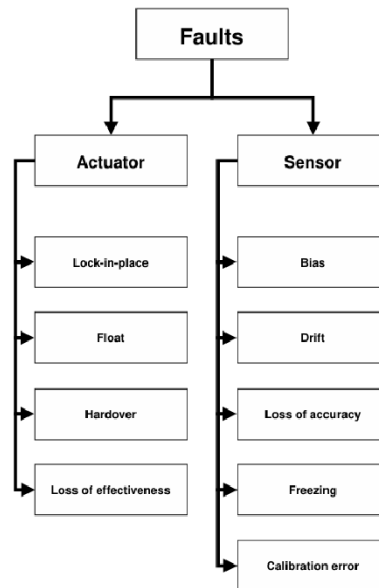 Faults
Actuator
Sensor
Lock-in-place
Bias
Float
Drift
Hardover
Loss of accuracy
Loss of effectiveness
Freezing
Calibration error